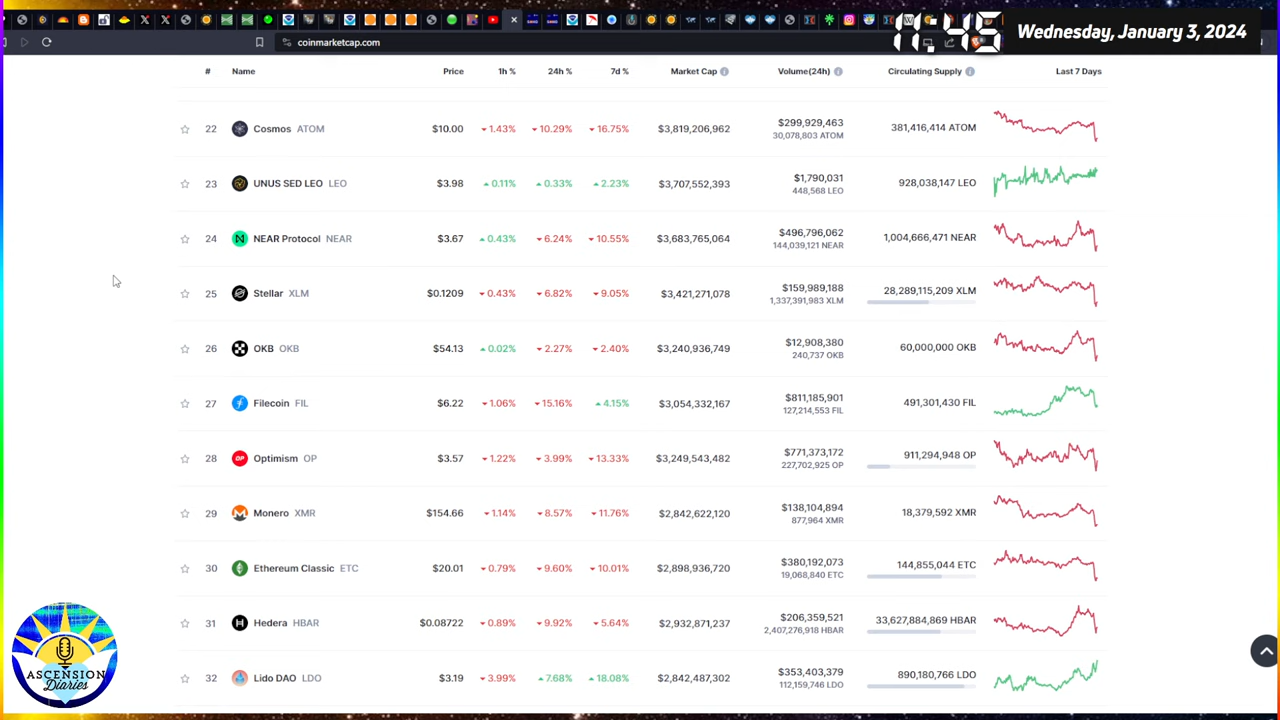 11:45
Wednesday, January 3, 2024
coinmarketcap.com
# Name Price 1h % 24h % 7d % Market Cap Volume(24h) Circulating Supply Last 7 Days
22 Cosmos ATOM $10.00 1.43% 10.29% 16.75% $3,819,206,962 $299,929,463 381,416,414 ATOM
30,078,803 ATOM
23 UNUS SED LEO LEO $3.98 0.11% 0.33% 2.23% $3,707,552,393 $1,790,031 928,038,147 LEO
448,568 LEO
24 NEAR Protocol NEAR $3.67 0.43% 6.24% 10.55% $3,683,765,064 $496,796,062 1,004,666,471 NEAR
144,039,121 NEAR
25 Stellar XLM $0.1209 0.43% 6.82% 9.05% $3,421,271,078 $159,989,188 28,289,115,209 XLM
1,337,391,983 XLM
26 OKB OKB $54.13 0.02% 2.27% 2.40% $3,240,936,749 $12,908,380 60,000,000 OKB
240,737 OKB
27 Filecoin FIL $6.22 1.06% 15.16% 4.15% $3,054,332,167 $811,185,901 491,301,430 FIL
127,214,553 FIL
28 Optimism OP $3.57 1.22% 3.99% 13.33% $3,249,543,482 $771,373,172 911,294,948 OP
227,702,925 OP
29 Monero XMR $154.66 1.14% 8.57% 11.76% $2,842,622,120 $138,104,894 18,379,592 XMR
877,964 XMR
30 Ethereum Classic ETC $20.01 0.79% 9.60% 10.01% $2,898,936,720 $380,192,073 144,855,044 ETC
19,068,840 ETC
31 Hedera HBAR $0.08722 0.89% 9.92% 5.64% $2,932,871,237 $206,359,521 33,627,884,869 HBAR
2,407,276,918 HBAR
32 Lido DAO LDO $3.19 3.99% 7.68% 18.08% $2,842,487,302 $353,403,379 890,180,766 LDO
112,159,746 LDO
ASCENSION
Diaries